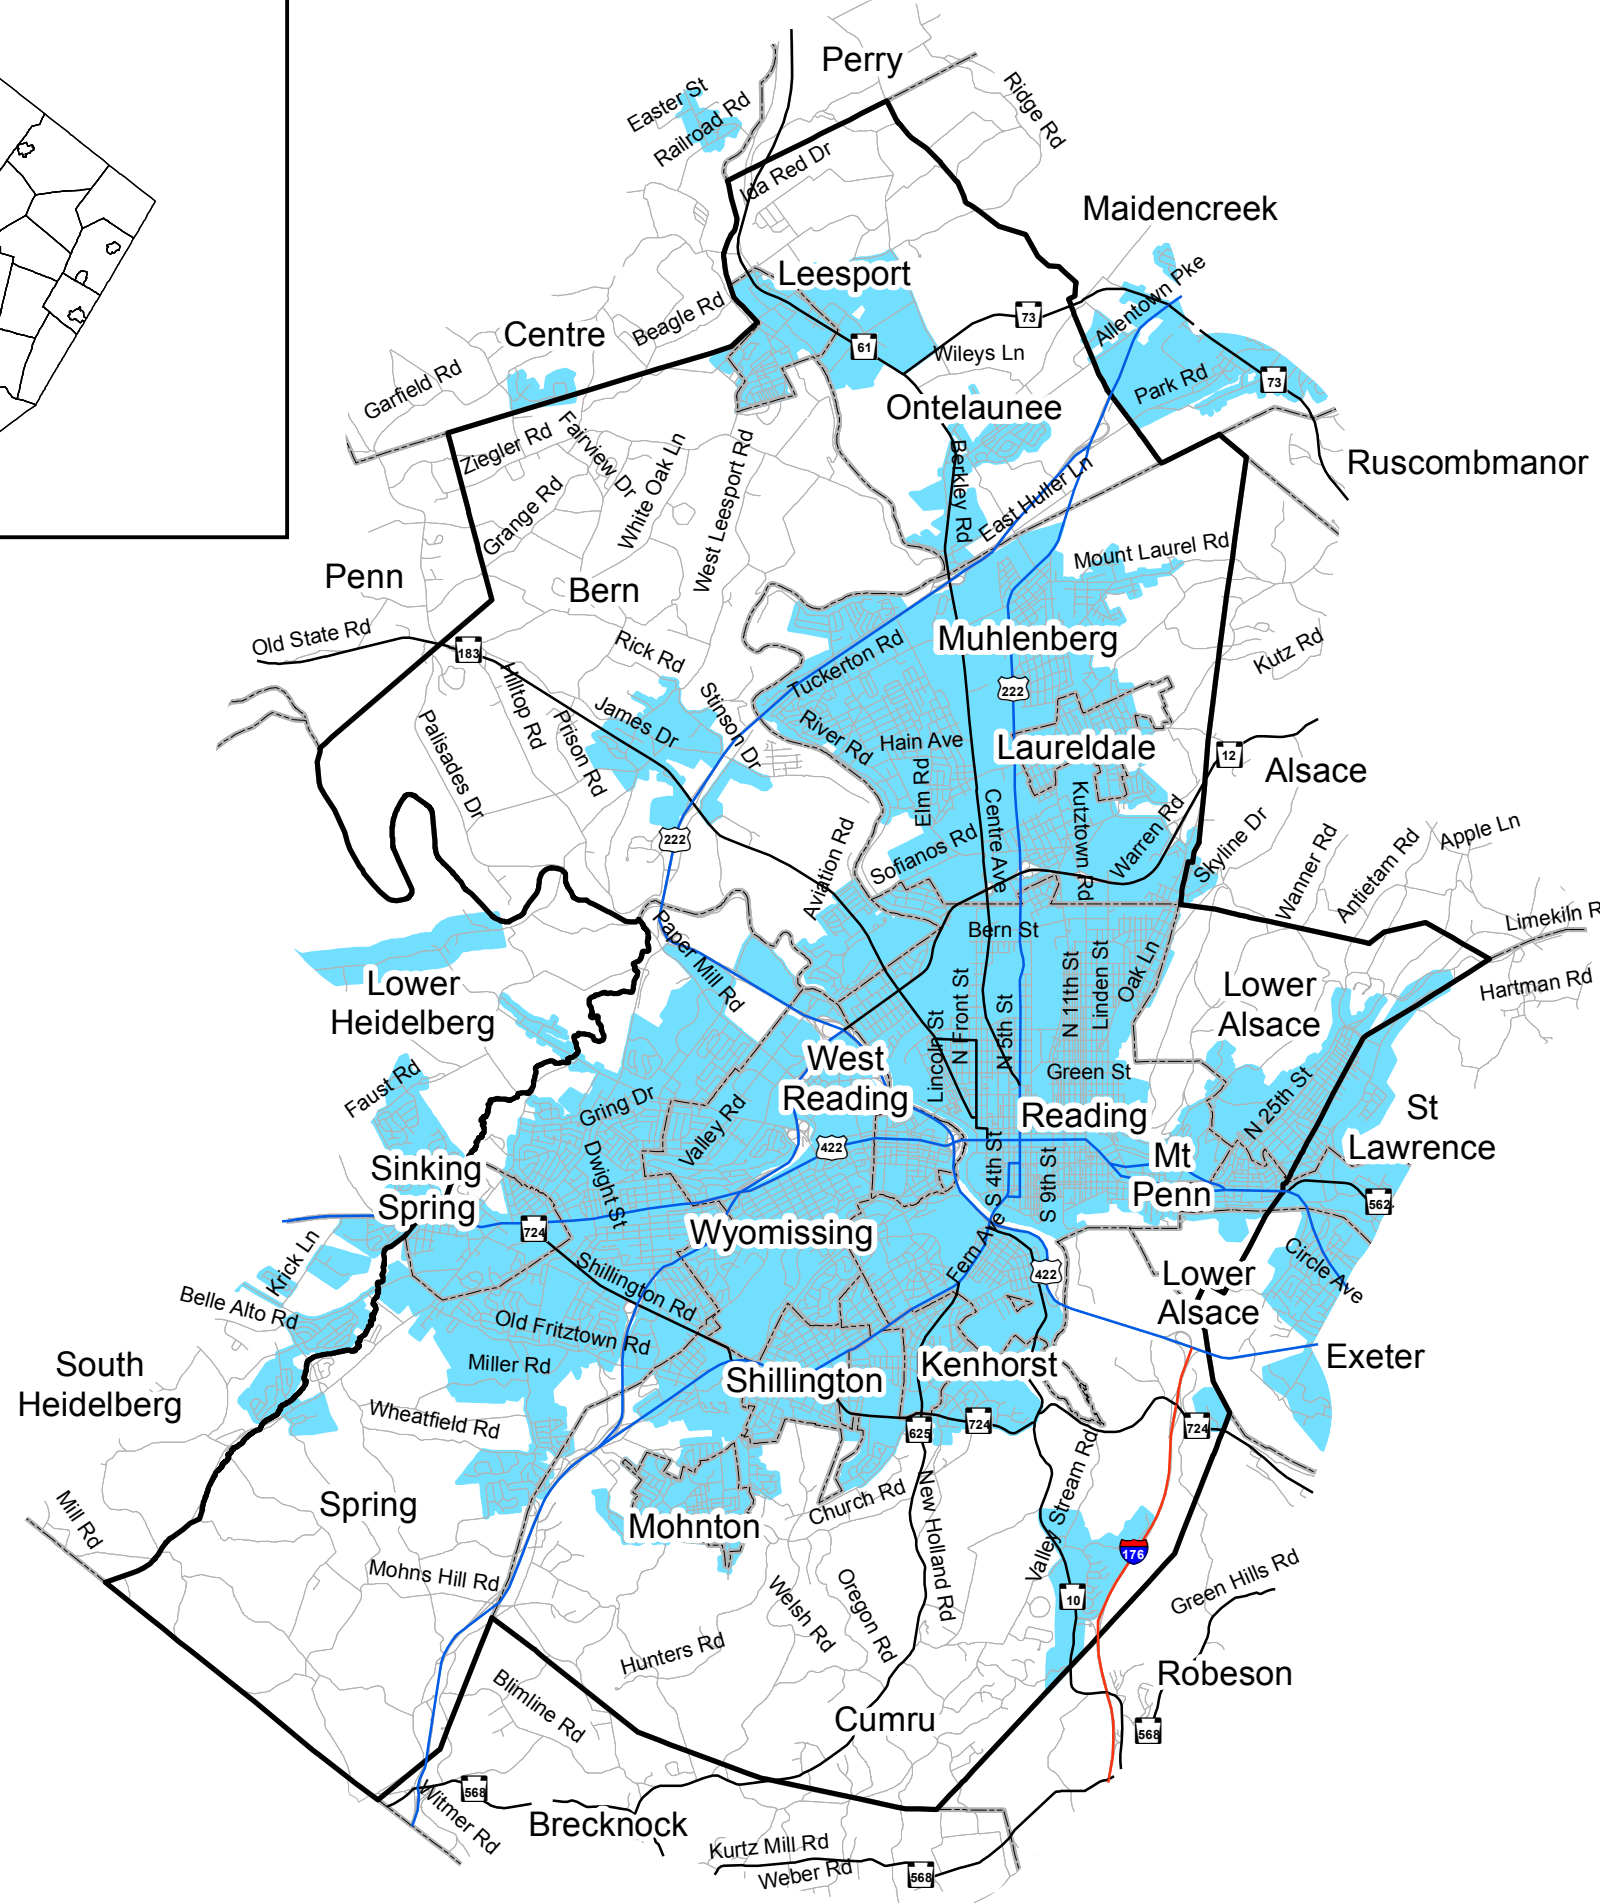 Perry
Easter St
Railroad Rd
Ridge Rd
Ida Red Dr
Maidencreek
Leesport
Allentown Pke
Beagle Rd
Centre
73
61
Wileys Ln
Garfield Rd
Park Rd
73
Ontelaunee
Fairview Dr
Ziegler Rd
White Oak Ln
West Leesport Rd
Berkley Rd
East Huller Ln
Ruscombmanor
Grange Rd
Mount Laurel Rd
Penn
Bern
Old State Rd
183
Rick Rd
Muhlenberg
Kutz Rd
Tuckerton Rd
222
Hilltop Rd
James Dr
Stinson Dr
Palisades Dr
Prison Rd
River Rd
Hain Ave
Laureldale
12
Alsace
Elm Rd
Centre Ave
Kutztown Rd
222
Aviation Rd
Sofianos Rd
Warren Rd
Skyline Dr
Wanner Rd
Antietam Rd
Apple Ln
Limekiln R
Paper Mill Rd
Bern St
Lower
Heidelberg
N Front St
N 5th St
N 11th St
Linden St
Oak Ln
Lower
Alsace
Hartman Rd
Lincoln St
West
Reading
Green St
Faust Rd
Gring Dr
Valley Rd
Reading
N 25th St
St
Lawrence
422
Dwight St
S 4th St
S 9th St
Mt
Penn
Sinking
Spring
562
724
Wyomissing
Fern Ave
Krick Ln
Shillington Rd
422
Lower
Alsace
Circle Ave
Belle Alto Rd
Old Fritztown Rd
Miller Rd
South
Heidelberg
Shillington
Kenhorst
Exeter
Wheatfield Rd
625
724
724
Spring
Mill Rd
Mohnton
Church Rd
New Holland Rd
Valley Stream Rd
176
Mohns Hill Rd
Welsh Rd
Oregon Rd
10
Green Hills Rd
Hunters Rd
Blimline Rd
Robeson
Cumru
568
568
Witmer Rd
Brecknock
Kurtz Mill Rd
Weber Rd
568